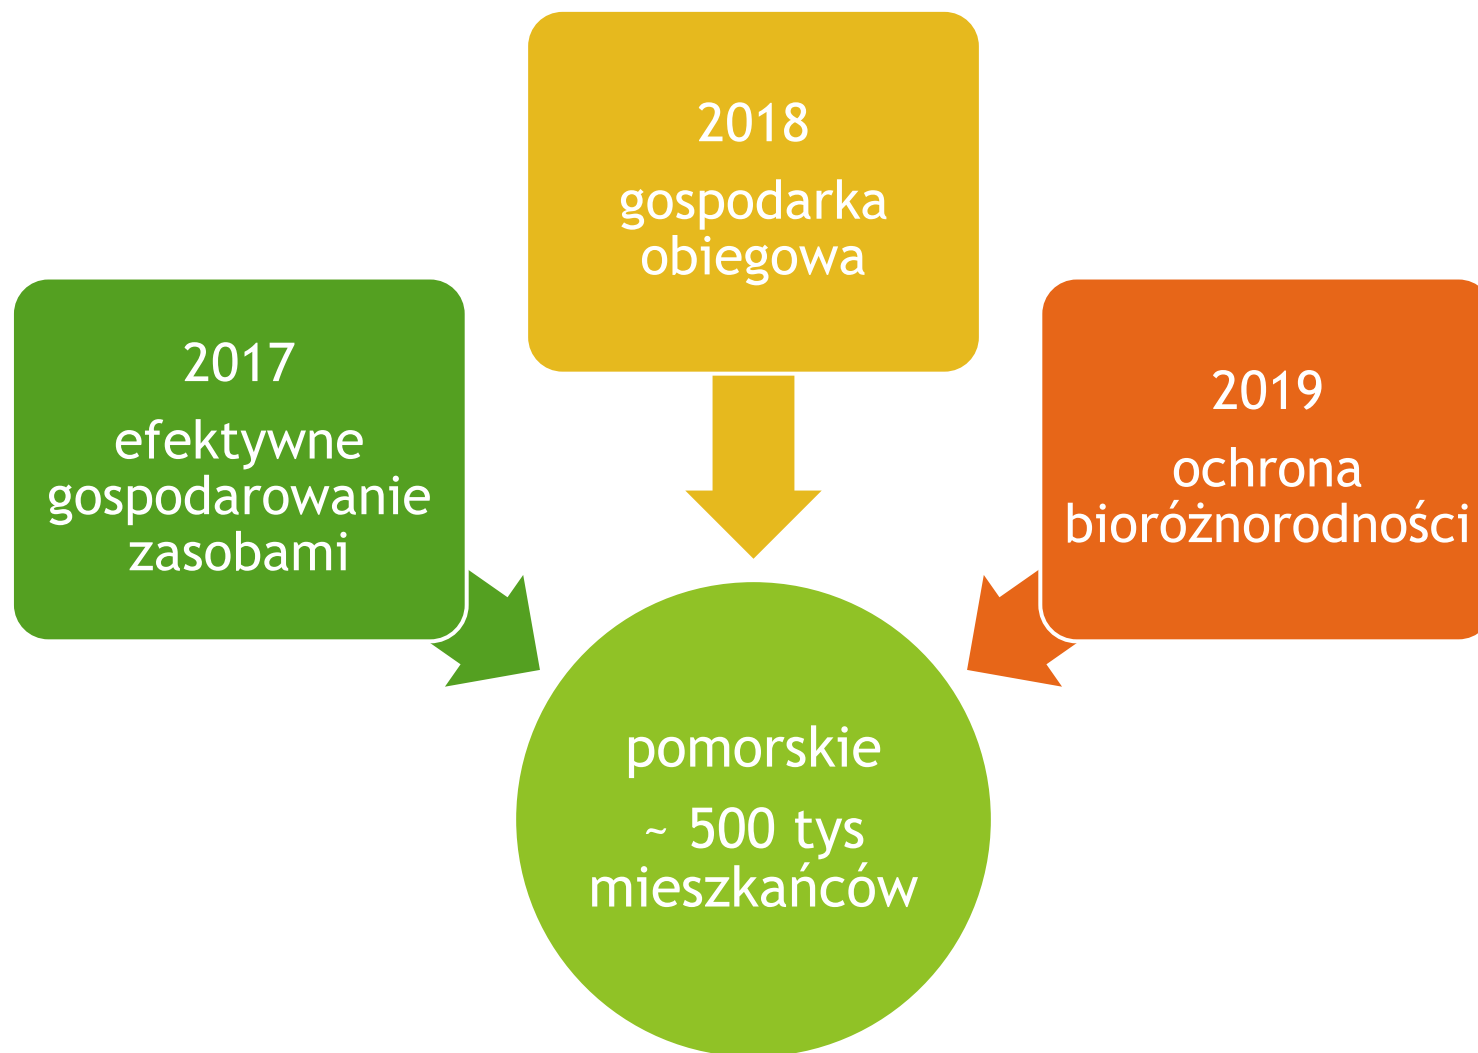 2018
gospodarka
obiegowa
2017
efektywne
gospodarowanie
zasobami
2019
ochrona
bioróżnorodności
pomorskie
~ 500 tys
mieszkańców